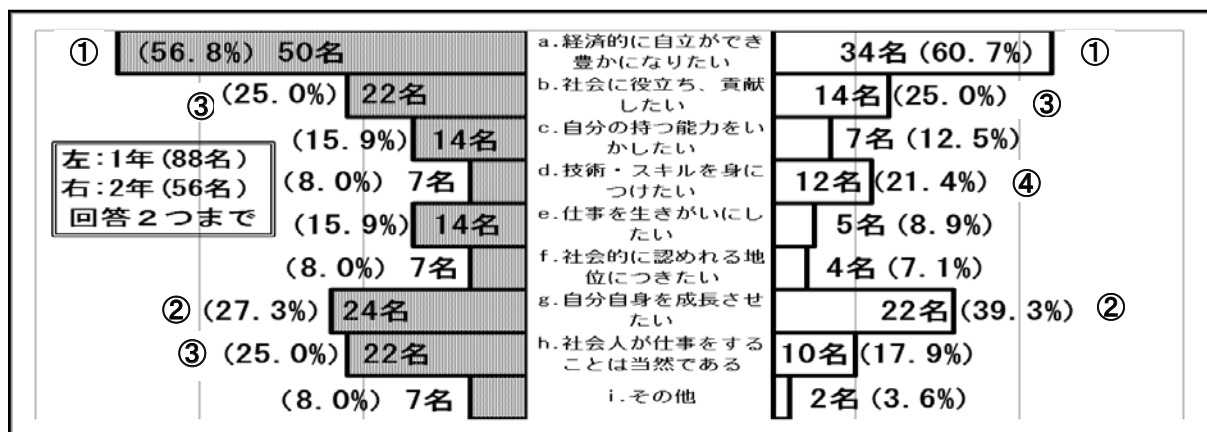 ① (56.8%) 50名 a.経済的に自立ができ 34名 (60.7%) ①
豊かになりたい
③ (25.0%) 22名 b.社会に役立ち、貢献 14名 (25.0%) ③
したい
(15.9%) 14名 c.自分の持つ能力をい 7名 (12.5%)
かしたい
左:1年(88名)
右:2年(56名)
回答2つまで
(8.0%) 7名 d.技術・スキルを身に 12名 (21.4%) ④
つけたい
(15.9%) 14名 e.仕事を生きがいにし 5名 (8.9%)
たい
(8.0%) 7名 f.社会的に認めれる地 4名 (7.1%)
位につきたい
② (27.3%) 24名 g.自分自身を成長させ 22名 (39.3%) ②
たい
③ (25.0%) 22名 h.社会人が仕事をする 10名 (17.9%)
ことは当然である
(8.0%) 7名 i.その他 2名 (3.6%)